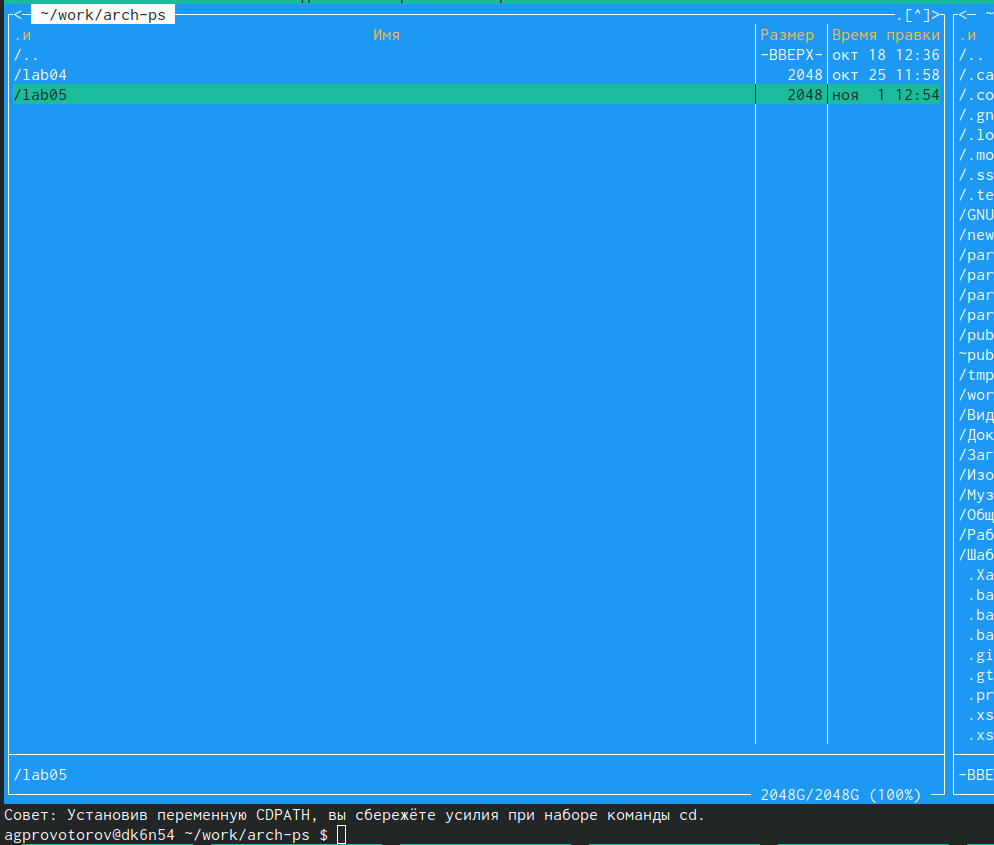 <─ ~/work/arch-ps .[^]>
.и Имя Размер Время правки
/.. -ВВЕРХ- окт 18 12:36
/lab04 2048 окт 25 11:58
/lab05 2048 ноя 1 12:54
/lab05
2048G/2048G (100%)
<─ ~
.и
/..
/.ca
/.co
/.gn
/.lo
/.mo
/.ss
/.te
/GNU
/new
/par
/par
/par
/par
/pub
~pub
/tmp
/wor
/Вид
/Док
/Заг
/Изо
/Муз
/Общ
/Раб
/Шаб
.Xa
.ba
.ba
.ba
.gi
.gt
.pr
.xs
.xs
-ВВЕ
Совет: Установив переменную CDPATH, вы сбережёте усилия при наборе команды cd.
agprovotorov@dk6n54 ~/work/arch-ps $